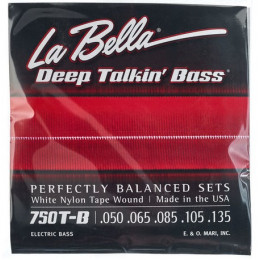 La Bella
Deep Talkin' Bass®
PERFECTLY BALANCED SETS
White Nylon Tape Wound | Made in the USA
750T-B | .050 .065 .085 .105 .135
ELECTRIC BASS E. & O. MARI, INC.